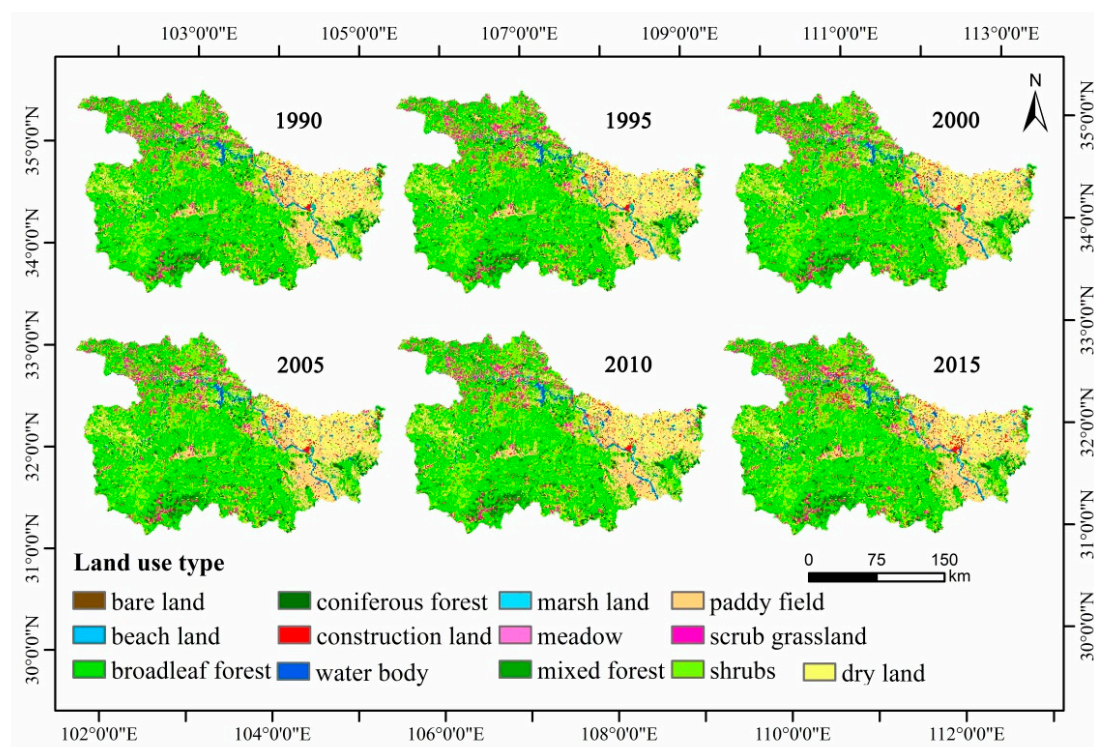 103°0'0"E 105°0'0"E 107°0'0"E 109°0'0"E 111°0'0"E 113°0'0"E
N
1990 1995 2000
35°0'0"N 35°0'0"N
34°0'0"N 34°0'0"N
2005 2010 2015
33°0'0"N 33°0'0"N
32°0'0"N 32°0'0"N
31°0'0"N 31°0'0"N
Land use type
0 75 150
km
bare land coniferous forest marsh land paddy field
beach land construction land meadow scrub grassland
30°0'0"N 30°0'0"N
broadleaf forest water body mixed forest shrubs dry land
102°0'0"E 104°0'0"E 106°0'0"E 108°0'0"E 110°0'0"E 112°0'0"E